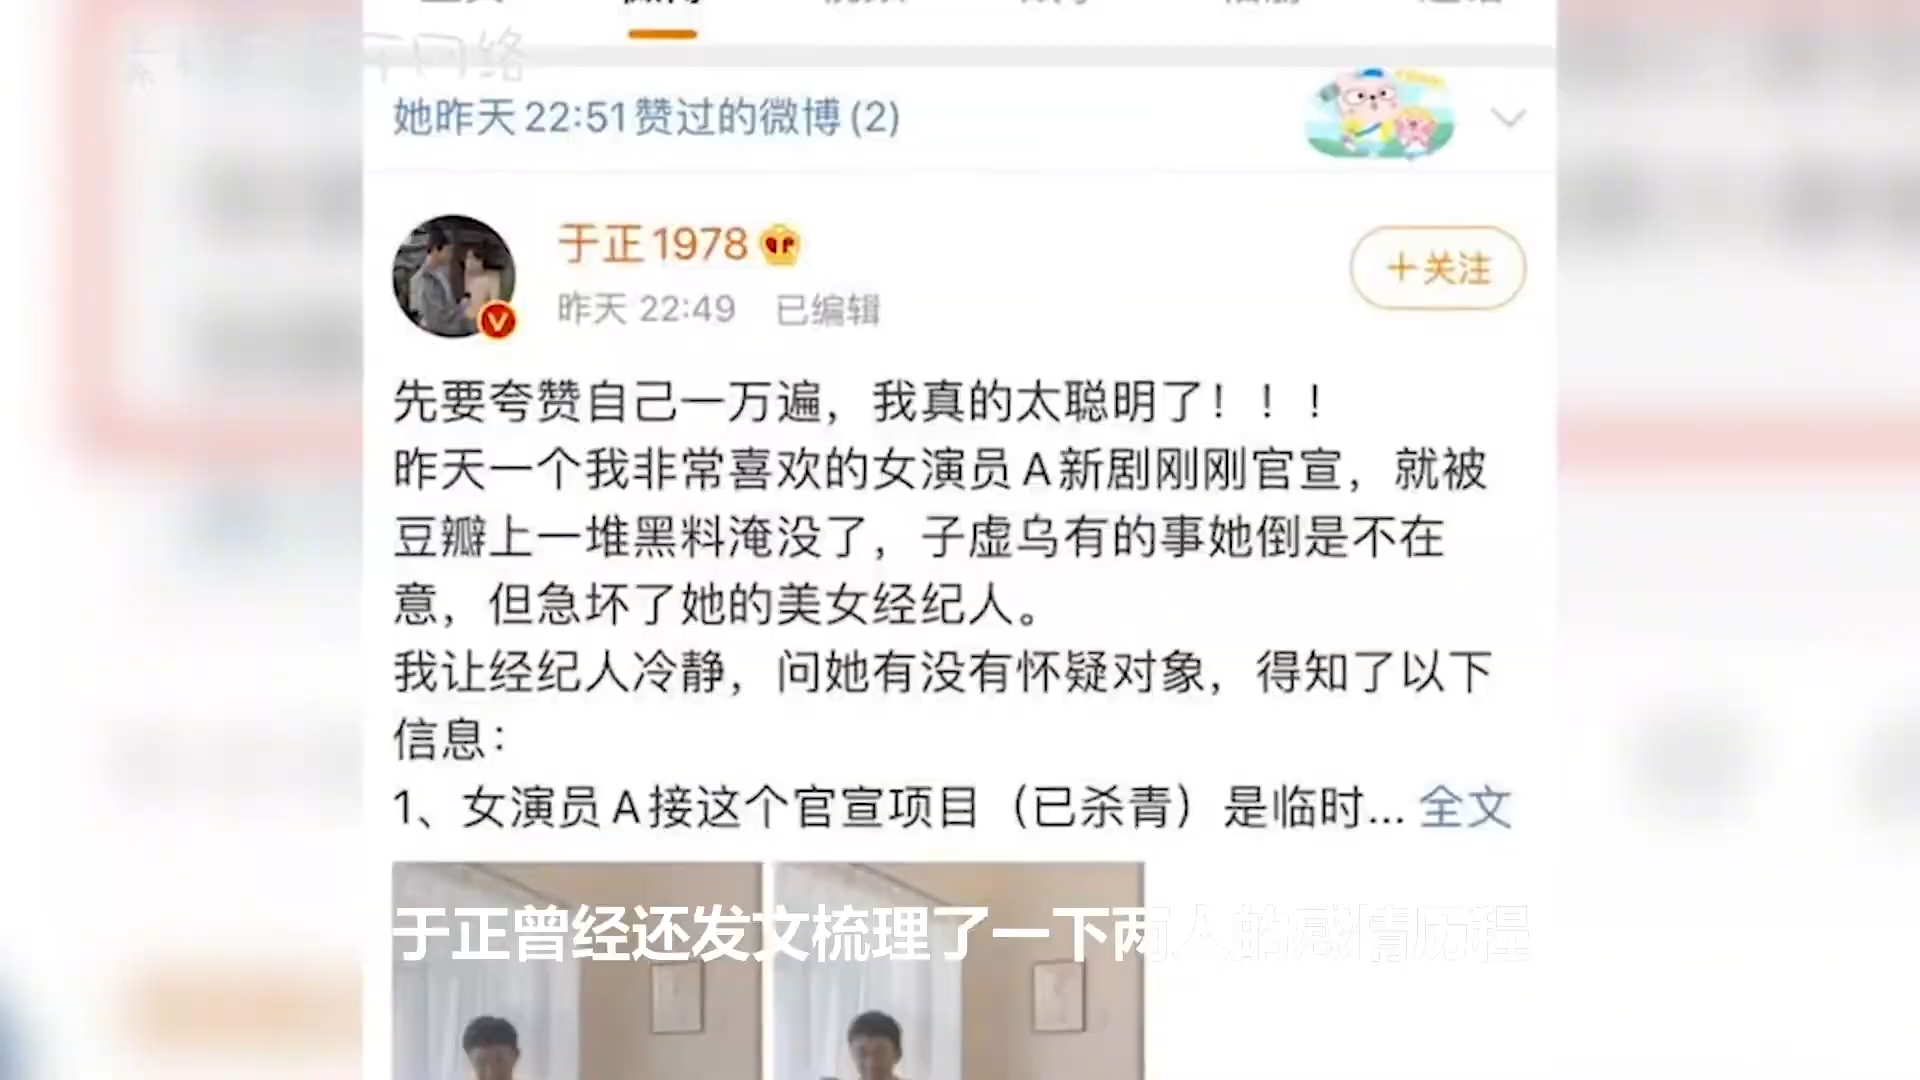 她昨天 22:51赞过的微博 (2)
于正1978
+关注
昨天 22:49 已编辑
先要夸赞自己一万遍，我真的太聪明了！！！
昨天一个我非常喜欢的女演员A新剧刚刚官宣，就被
豆瓣上一堆黑料淹没了，子虚乌有的事她倒是不在
意，但急坏了她的美女经纪人。
我让经纪人冷静，问她有没有怀疑对象，得知了以下
信息：
1、女演员A接这个官宣项目（已杀青）是临时... 全文
于正曾经还发文梳理了一下两人的感情历程